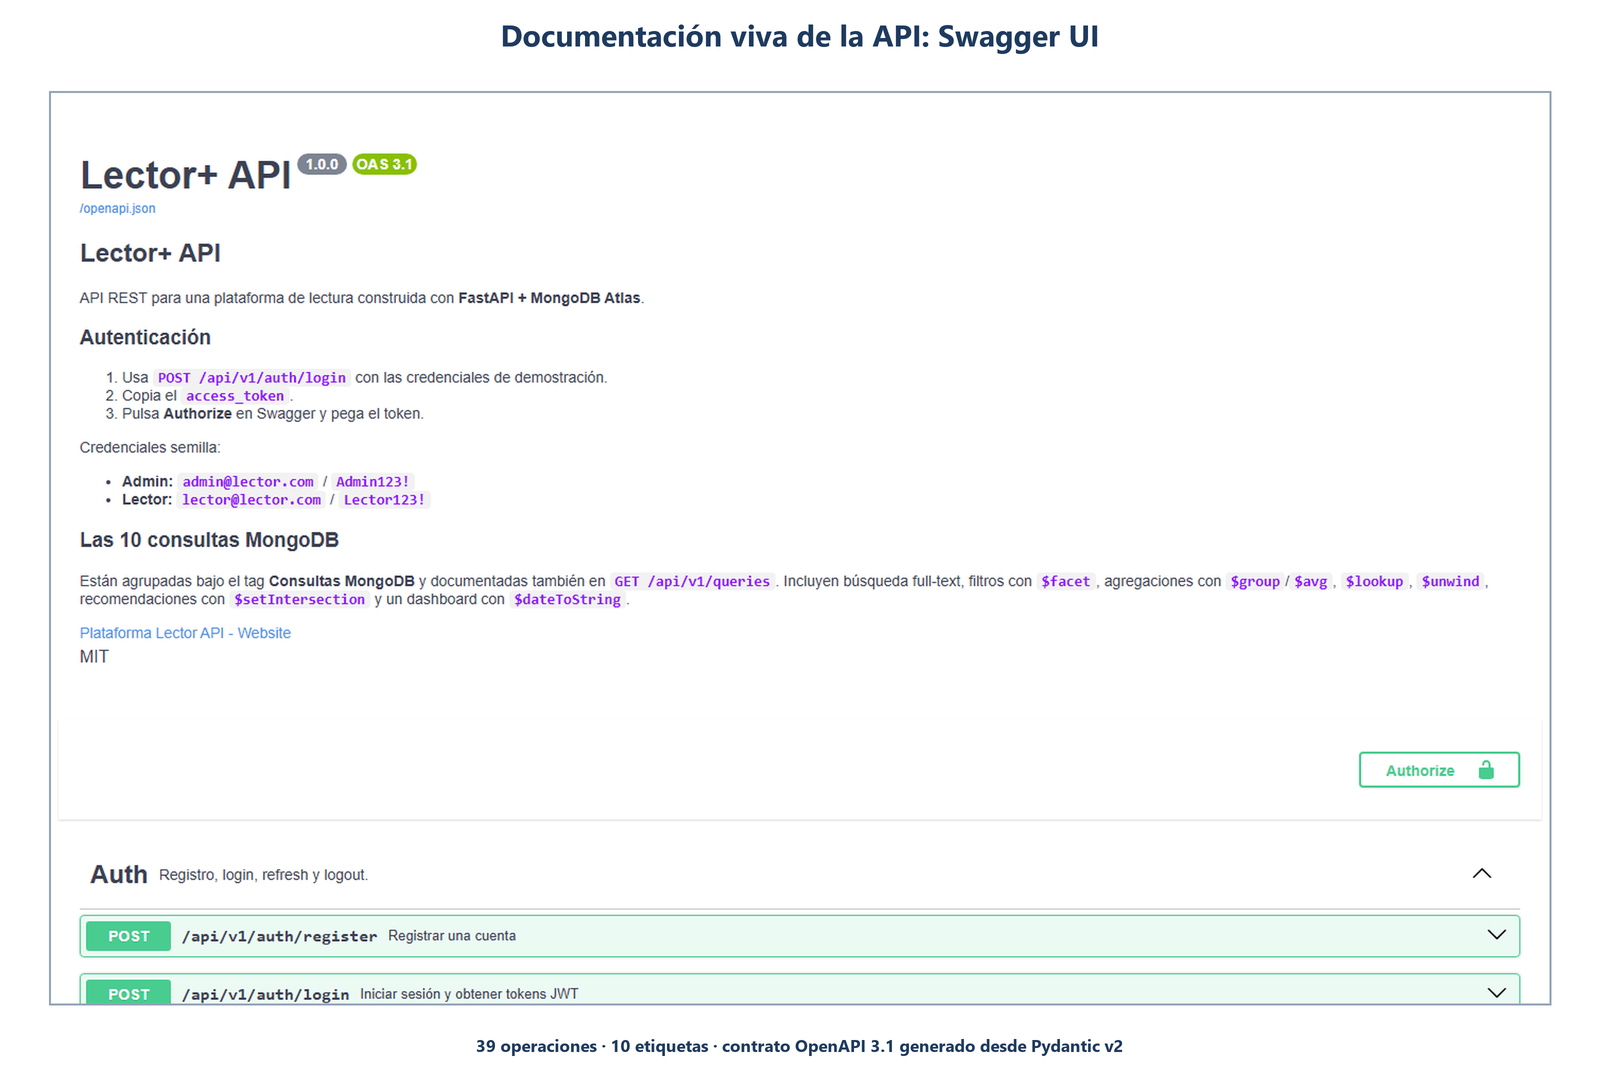 Documentación viva de la API: Swagger UI
Lector+ API 1.0.0 OAS 3.1
/openapi.json
Lector+ API
API REST para una plataforma de lectura construida con FastAPI + MongoDB Atlas.
Autenticación
1. Usa POST /api/v1/auth/login con las credenciales de demostración.
2. Copia el access_token .
3. Pulsa Authorize en Swagger y pega el token.
Credenciales semilla:
• Admin: admin@lector.com / Admin123!
• Lector: lector@lector.com / Lector123!
Las 10 consultas MongoDB
Están agrupadas bajo el tag Consultas MongoDB y documentadas también en GET /api/v1/queries . Incluyen búsqueda full-text, filtros con $facet , agregaciones con $group / $avg , $lookup , $unwind ,
recomendaciones con $setIntersection y un dashboard con $dateToString .
Plataforma Lector API - Website
MIT
Authorize
Auth Registro, login, refresh y logout.
POST /api/v1/auth/register Registrar una cuenta
POST /api/v1/auth/login Iniciar sesión y obtener tokens JWT
39 operaciones · 10 etiquetas · contrato OpenAPI 3.1 generado desde Pydantic v2